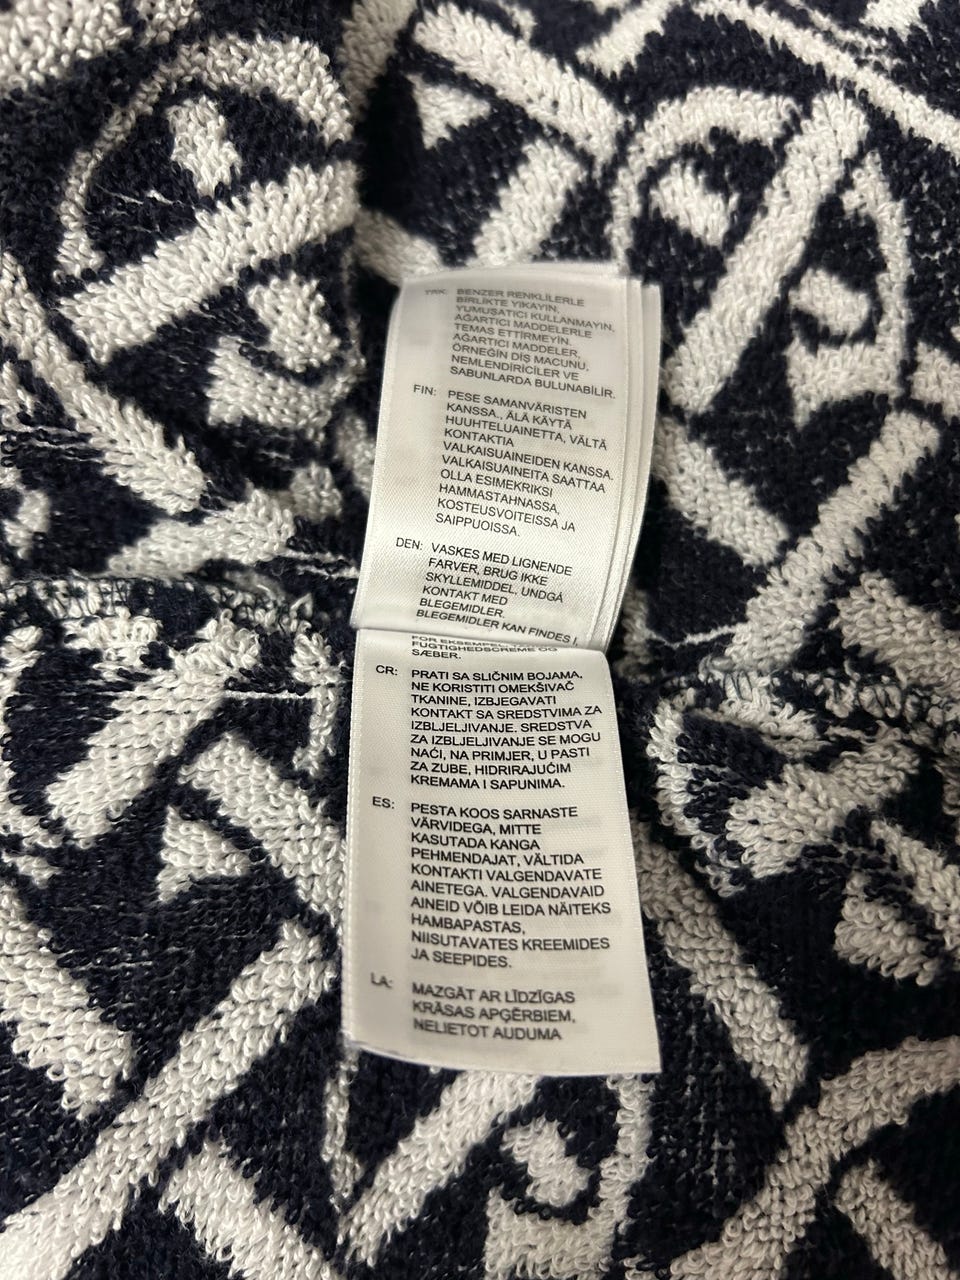 TRK: BENZER RENKLİLERLE
BİRLİKTE YIKAYIN,
YUMUŞATICI KULLANMAYIN,
AĞARTICI MADDELERLE
TEMAS ETTİRMEYİN.
AĞARTICI MADDELER,
ÖRNEĞİN DİŞ MACUNU,
NEMLENDİRİCİLER VE
SABUNLARDA BULUNABİLİR.
FIN: PESE SAMANVÄRISTEN
KANSSA., ÄLÄ KÄYTÄ
HUUHTELUAINETTA, VÄLTÄ
KONTAKTIA
VALKAISUAINEIDEN KANSSA.
VALKAISUAINEITA SAATTAA
OLLA ESIMEKRIKSI
HAMMASTAHNASSA,
KOSTEUSVOITEISSA JA
SAIPPUOISSA.
DEN: VASKES MED LIGNENDE
FARVER, BRUG IKKE
SKYLLEMIDDEL, UNDGÅ
KONTAKT MED
BLEGEMIDLER.
BLEGEMIDLER KAN FINDES I,
FOR EKSEMPEL,
FUGTIGHEDSCREME OG
SÆBER.
CR: PRATI SA SLIČNIM BOJAMA,
NE KORISTITI OMEKŠIVAČ
TKANINE, IZBJEGAVATI
KONTAKT SA SREDSTVIMA ZA
IZBLJELJIVANJE. SREDSTVA
ZA IZBLJELJIVANJE SE MOGU
NAĆI, NA PRIMJER, U PASTI
ZA ZUBE, HIDRIRAJUĆIM
KREMAMA I SAPUNIMA.
ES: PESTA KOOS SARNASTE
VÄRVIDEGA, MITTE
KASUTADA KANGA
PEHMENDAJAT, VÄLTIDA
KONTAKTI VALGENDAVATE
AINETEGA. VALGENDAVAID
AINEID VÕIB LEIDA NÄITEKS
HAMBAPASTAS,
NIISUTAVATES KREEMIDES
JA SEEPIDES.
LA: MAZGĀT AR LĪDZĪGAS
KRĀSAS APĢĒRBIEM,
NELIETOT AUDUMA